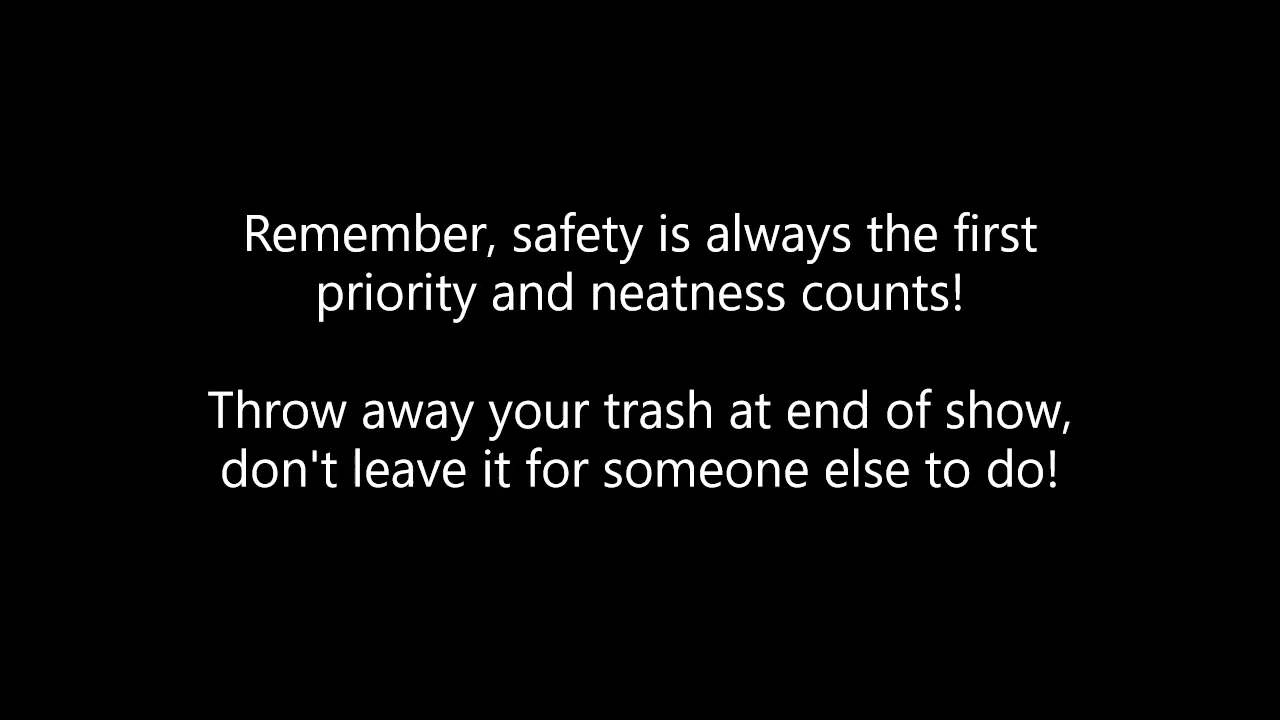 Remember, safety is always the first
priority and neatness counts!
Throw away your trash at end of show,
don't leave it for someone else to do!